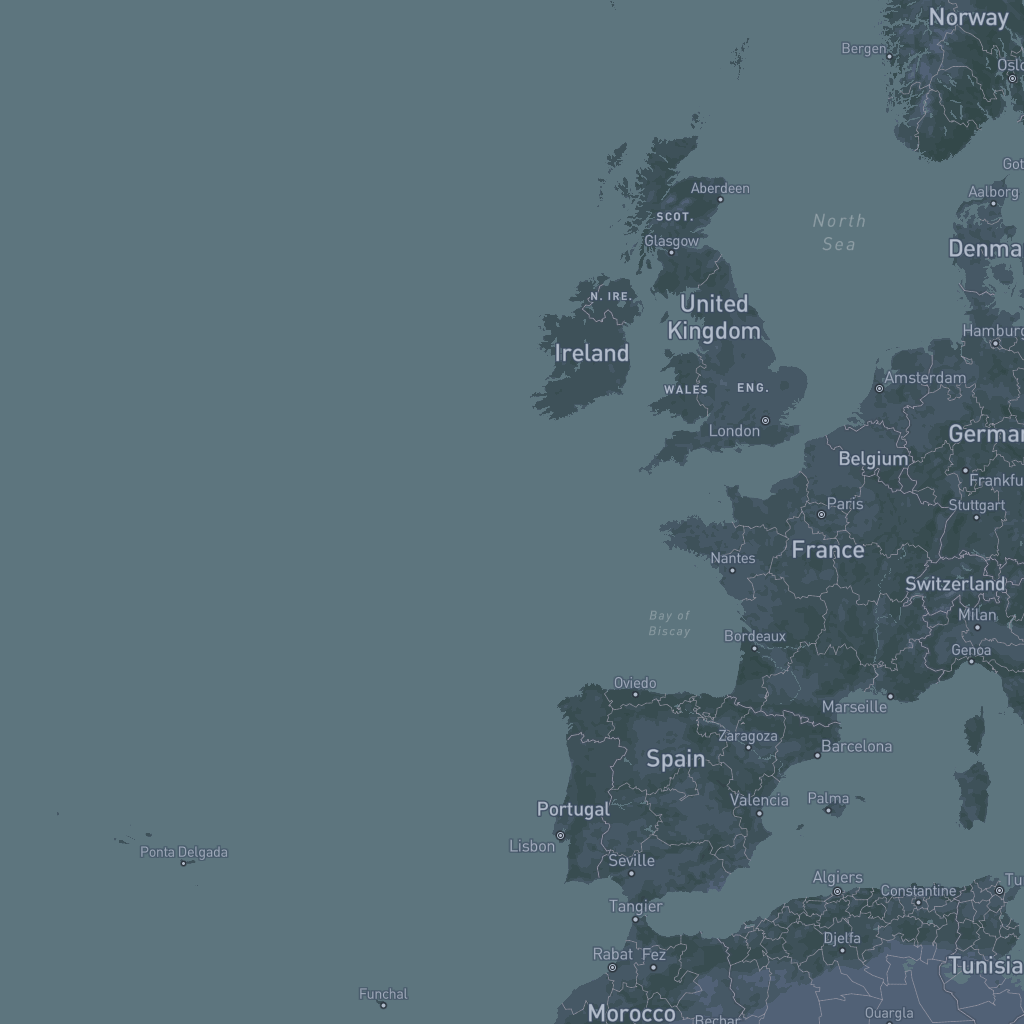 Norway
Bergen
Oslo
Got
Aberdeen
Aalborg
SCOT.
North
Sea
Glasgow
Denma
N. IRE.
United
Kingdom
Hamburg
Ireland
Amsterdam
WALES
ENG.
London
German
Belgium
Frankfu
Paris
Stuttgart
France
Nantes
Switzerland
Bay of
Biscay
Milan
Bordeaux
Genoa
Oviedo
Marseille
Zaragoza
Barcelona
Spain
Valencia
Palma
Portugal
Lisbon
Ponta Delgada
Seville
Algiers
Tu
Constantine
Tangier
Djelfa
Rabat
Fez
Tunisia
Funchal
Morocco
Ouargla
Bechar